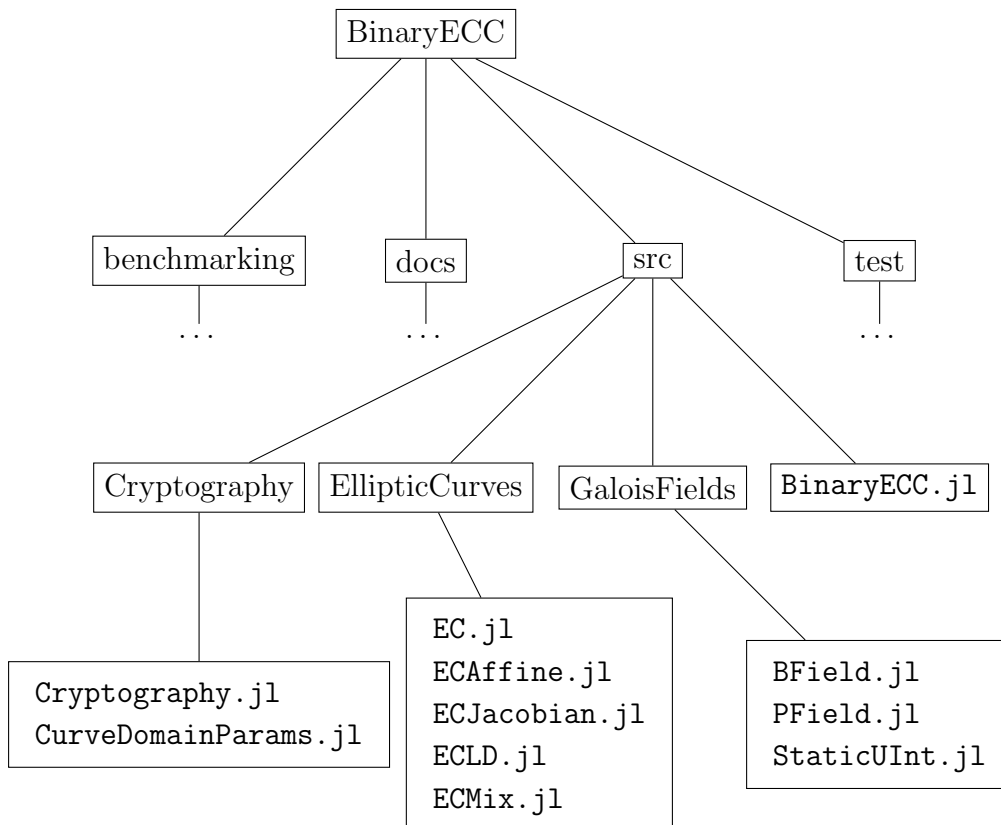 BinaryECC
benchmarking
docs
src
test
...
...
...
Cryptography
EllipticCurves
GaloisFields
BinaryECC.jl
Cryptography.jl
CurveDomainParams.jl
EC.jl
ECAffine.jl
ECJacobian.jl
ECLD.jl
ECMix.jl
BField.jl
PField.jl
StaticUInt.jl